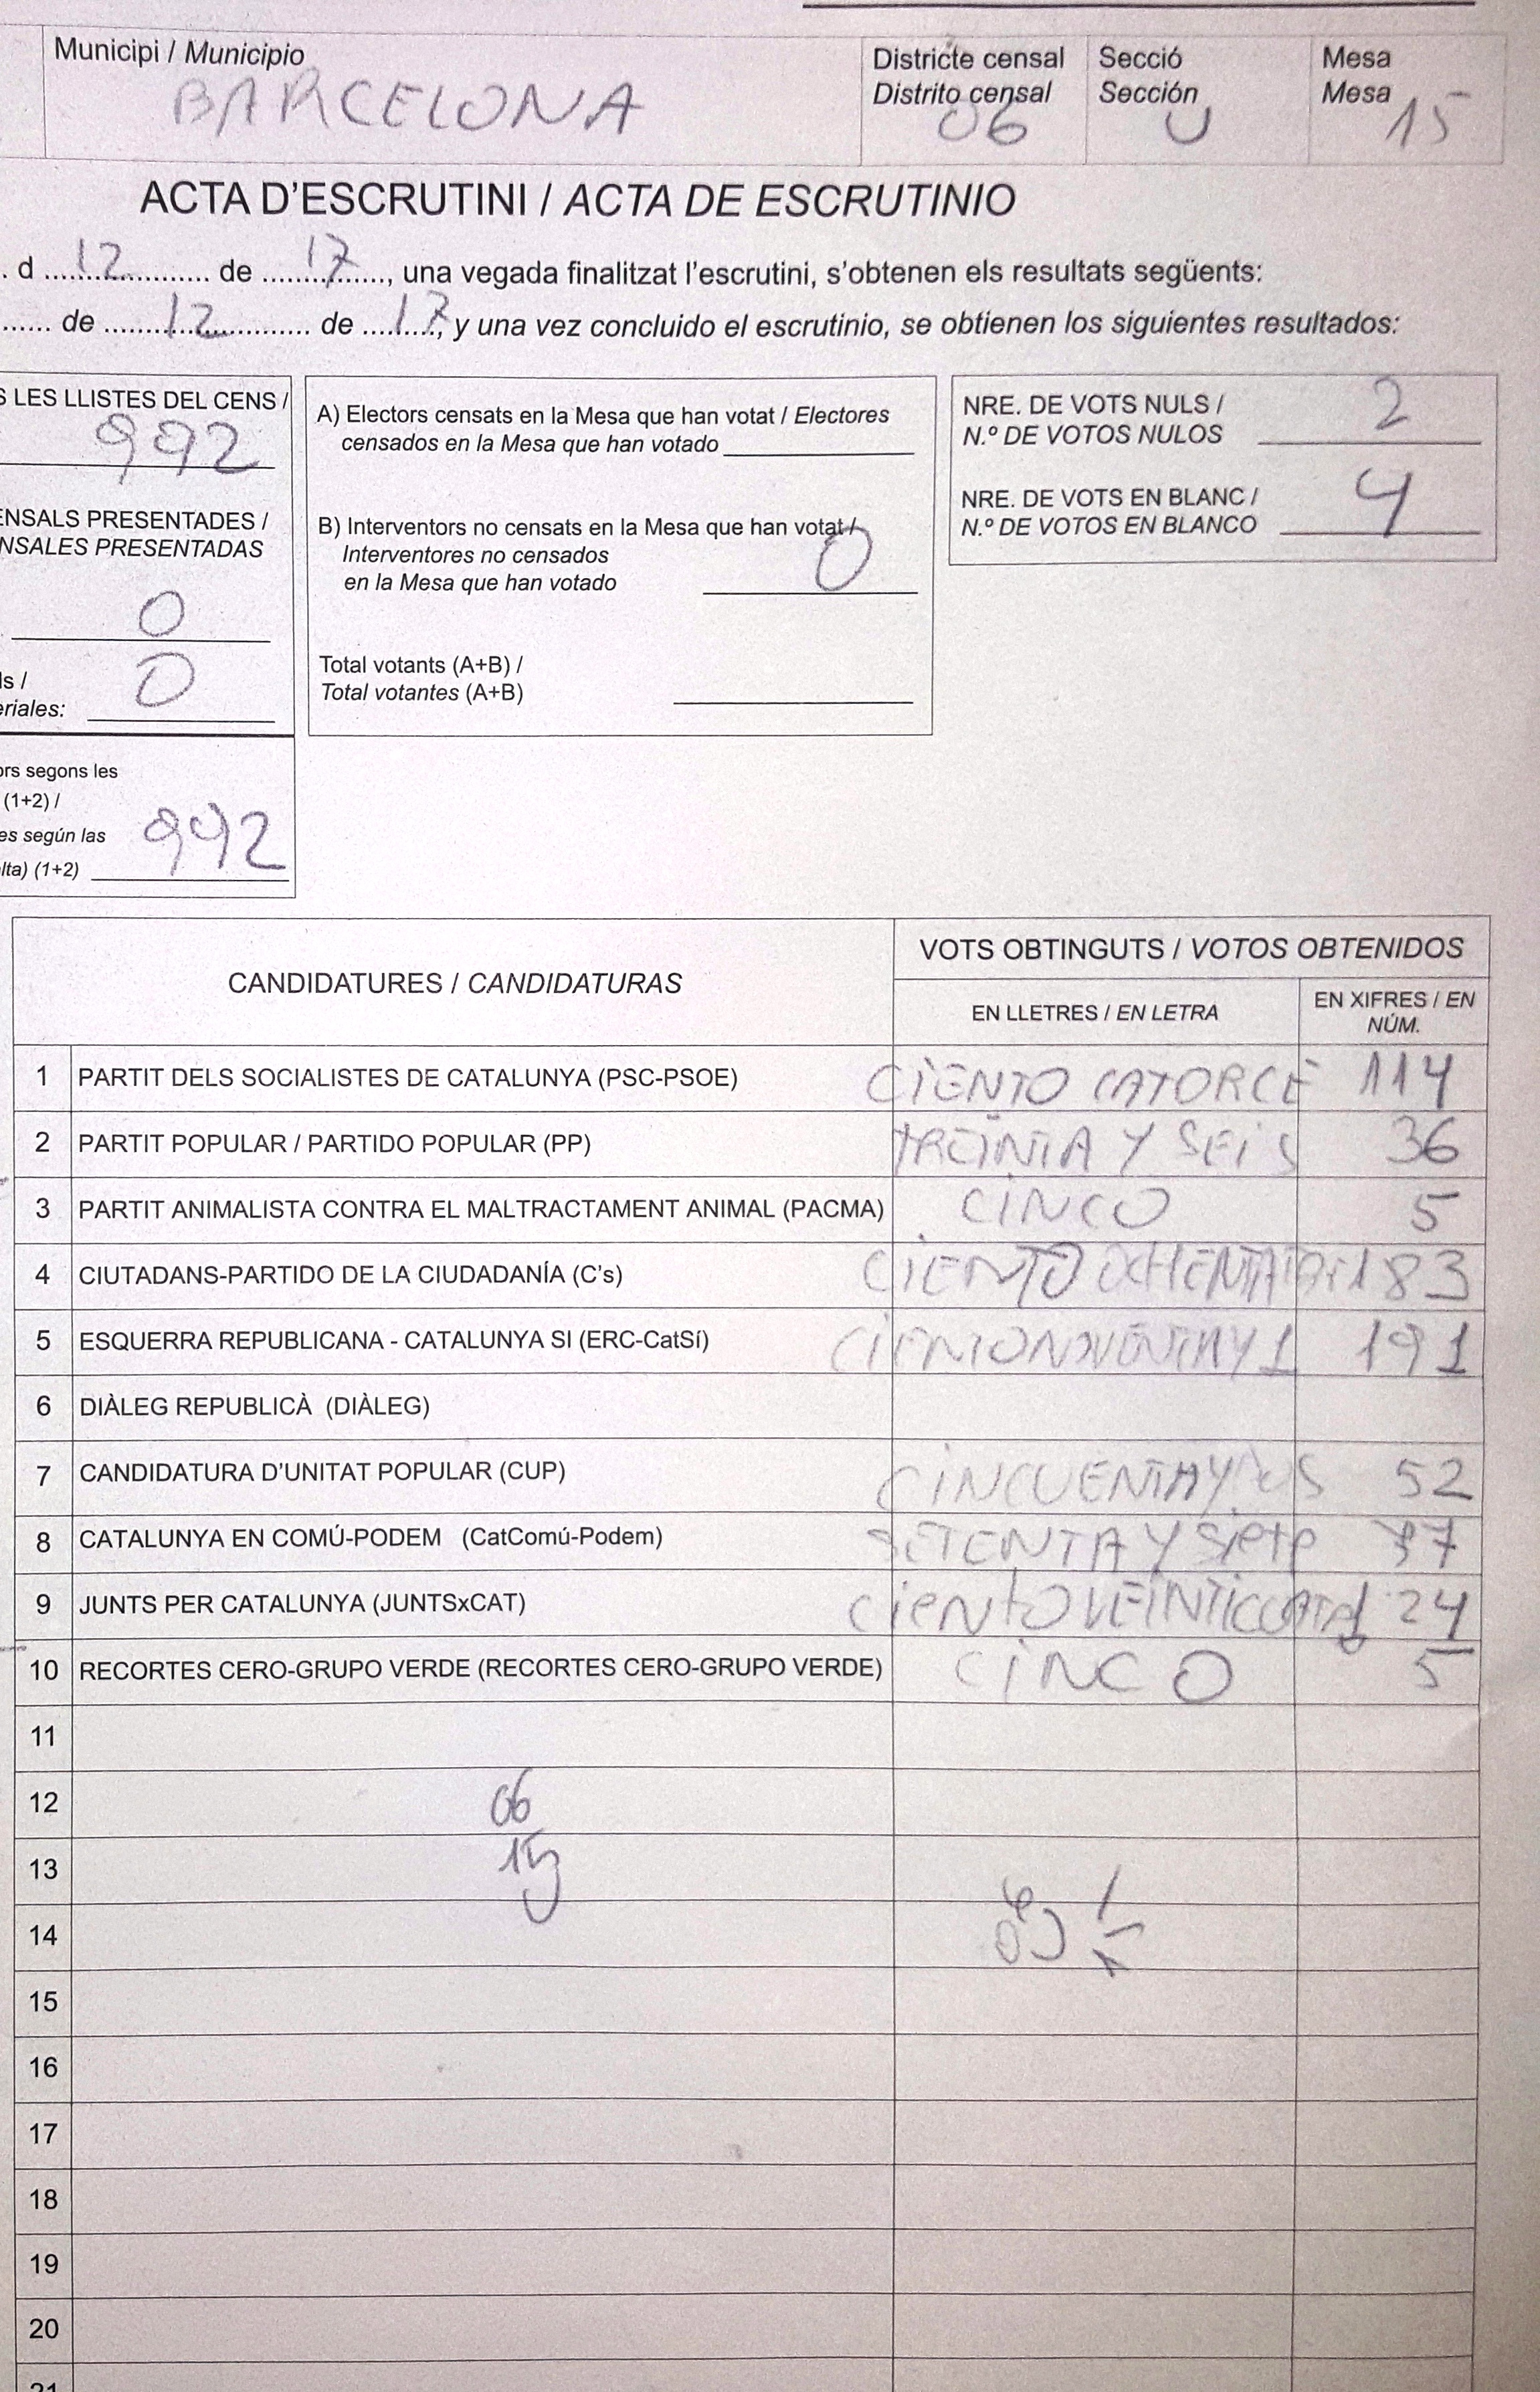 Municipi / Municipio
BARCELONA
Districte censal
Distrito censal
06
Secció
Sección
U
Mesa
Mesa
15
ACTA D'ESCRUTINI / ACTA DE ESCRUTINIO
. d ....12.... de ....17...., una vegada finalitzat l'escrutini, s'obtenen els resultats següents:
...... de ....12.... de ....17...., y una vez concluido el escrutinio, se obtienen los siguientes resultados:
S LES LLISTES DEL CENS /
992
ENSALS PRESENTADES /
NSALES PRESENTADAS
0
ls /
eriales: 0
ors segons les
(1+2) /
es según las
lta) (1+2) 992
A) Electors censats en la Mesa que han votat / Electores
censados en la Mesa que han votado
B) Interventors no censats en la Mesa que han votat /
Interventores no censados
en la Mesa que han votado 0
Total votants (A+B) /
Total votantes (A+B)
NRE. DE VOTS NULS /
N.º DE VOTOS NULOS 2
NRE. DE VOTS EN BLANC /
N.º DE VOTOS EN BLANCO 4
CANDIDATURES / CANDIDATURAS
VOTS OBTINGUTS / VOTOS OBTENIDOS
EN LLETRES / EN LETRA
EN XIFRES / EN
NÚM.
1 PARTIT DELS SOCIALISTES DE CATALUNYA (PSC-PSOE) CIENTO CATORCE 114
2 PARTIT POPULAR / PARTIDO POPULAR (PP) TREINTA Y SEIS 36
3 PARTIT ANIMALISTA CONTRA EL MALTRACTAMENT ANIMAL (PACMA) CINCO 5
4 CIUTADANS-PARTIDO DE LA CIUDADANÍA (C's) CIENTO OCHENTA 183
5 ESQUERRA REPUBLICANA - CATALUNYA SI (ERC-CatSí) CIENTONOVENTAY1 191
6 DIÀLEG REPUBLICÀ (DIÀLEG)
7 CANDIDATURA D'UNITAT POPULAR (CUP) CINCUENTAYDOS 52
8 CATALUNYA EN COMÚ-PODEM (CatComú-Podem) SETENTA Y Siete 77
9 JUNTS PER CATALUNYA (JUNTSxCAT) CientOVEINTICUATRO 124
10 RECORTES CERO-GRUPO VERDE (RECORTES CERO-GRUPO VERDE) CINCO 5
11
12 06
13 15
14
15
16
17
18
19
20
21